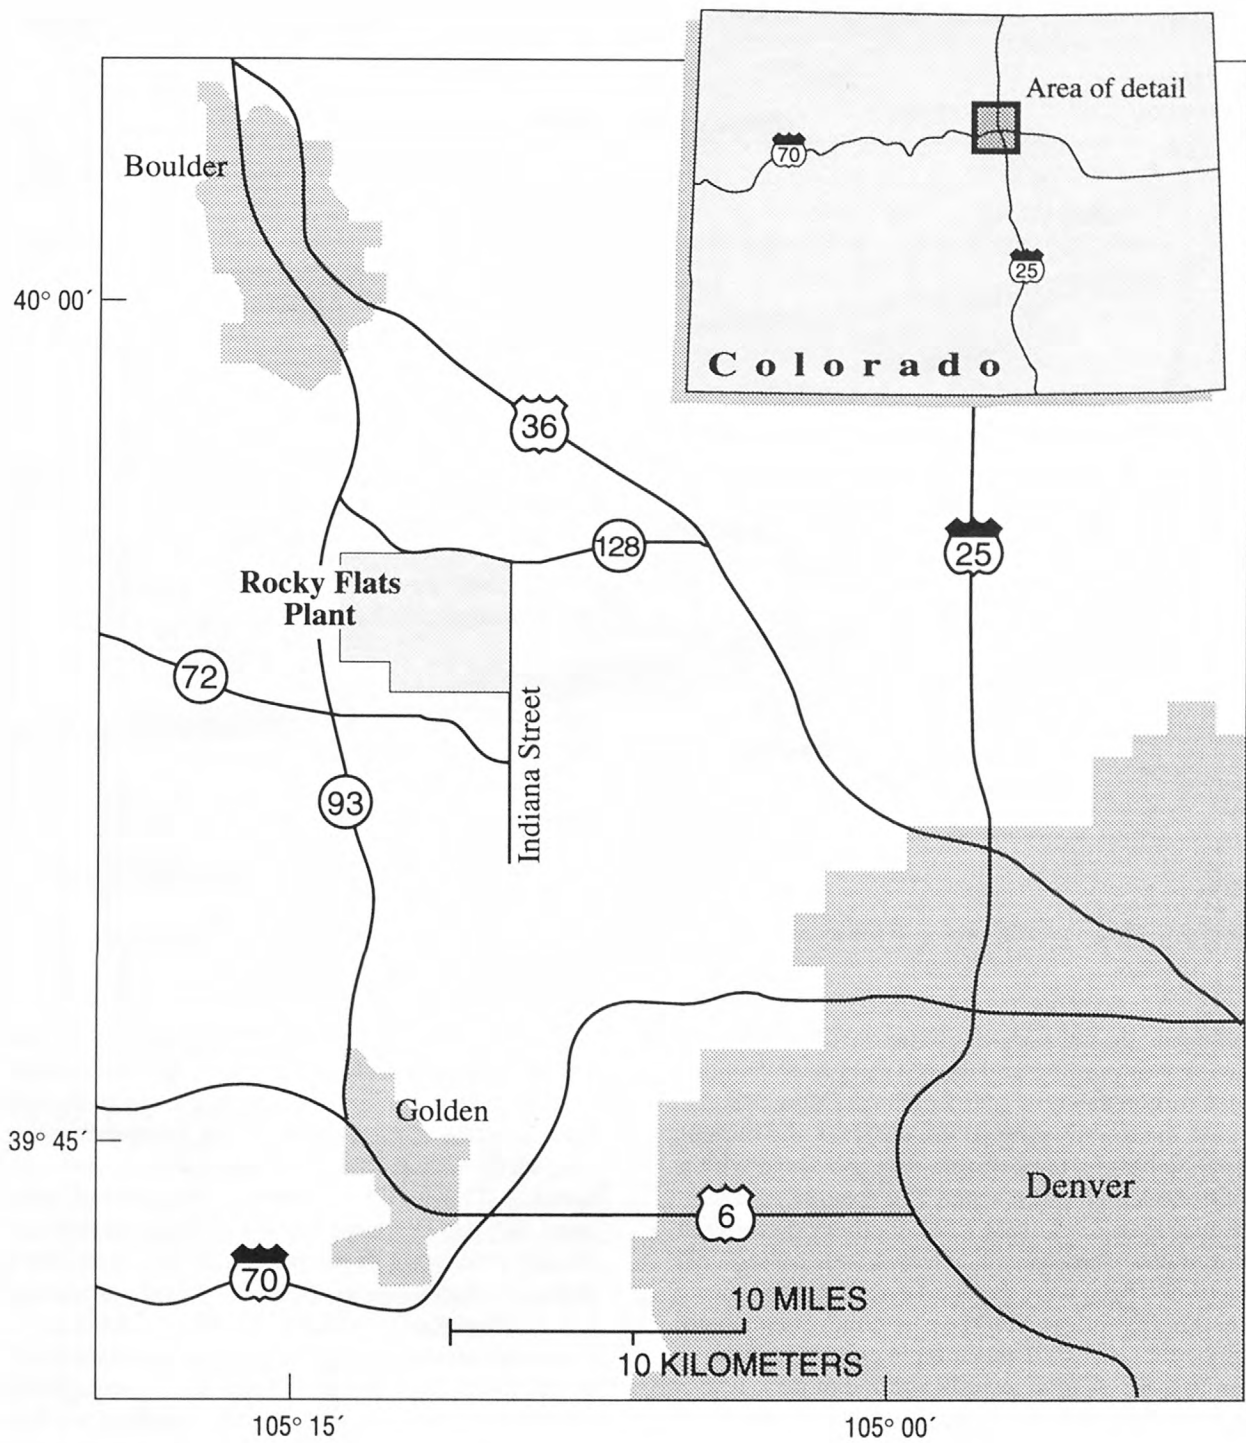 Area of detail
70
25
Colorado
Boulder
40° 00´
36
128
25
Rocky Flats
Plant
72
Indiana Street
93
Golden
39° 45´
Denver
6
70
10 MILES
10 KILOMETERS
105° 15´
105° 00´